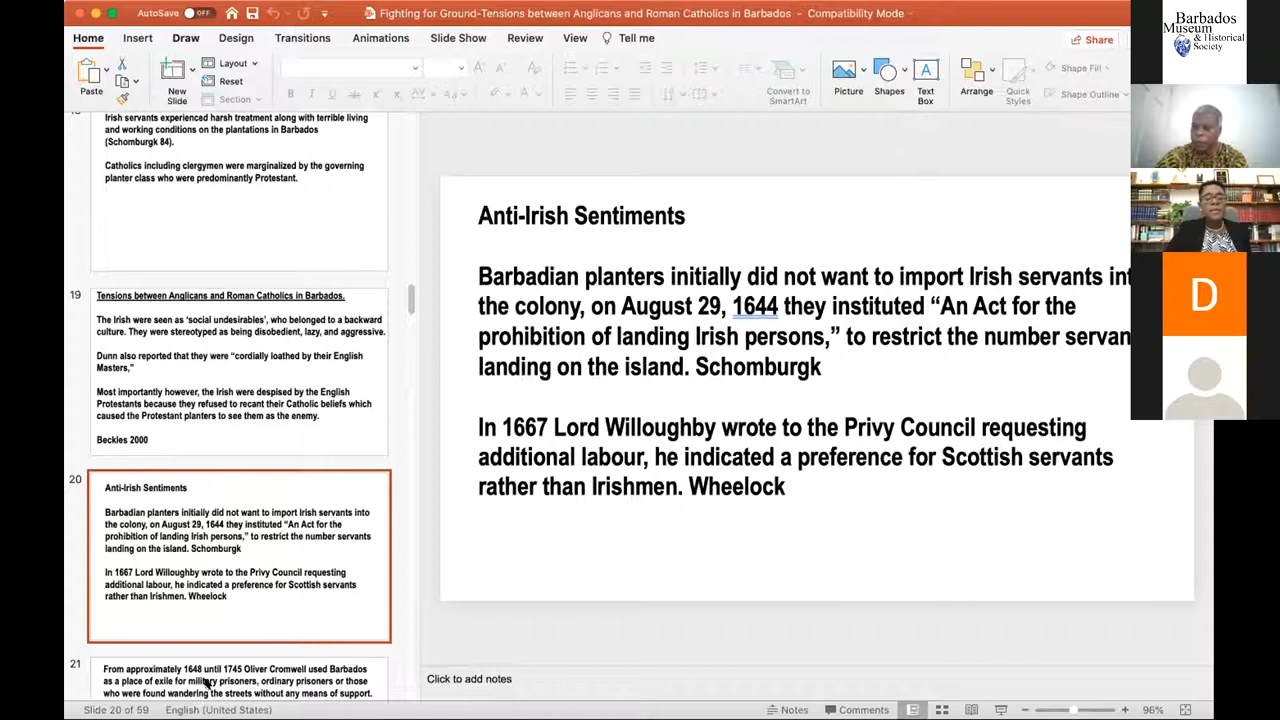 AutoSave OFF
Fighting for Ground-Tensions between Anglicans and Roman Catholics in Barbados - Compatibility Mode
Home Insert Draw Design Transitions Animations Slide Show Review View Tell me
Share
Paste
New
Slide
Layout
Reset
Section
Convert to
SmartArt
Picture
Shapes
Text
Box
Arrange
Quick
Styles
Shape Fill
Shape Outline
Irish servants experienced harsh treatment along with terrible living
and working conditions on the plantations in Barbados
(Schomburgk 84).
Catholics including clergymen were marginalized by the governing
planter class who were predominantly Protestant.
19
Tensions between Anglicans and Roman Catholics in Barbados.
The Irish were seen as ‘social undesirables’, who belonged to a backward
culture. They were stereotyped as being disobedient, lazy, and aggressive.
Dunn also reported that they were “cordially loathed by their English
Masters,”
Most importantly however, the Irish were despised by the English
Protestants because they refused to recant their Catholic beliefs which
caused the Protestant planters to see them as the enemy.
Beckles 2000
20
Anti-Irish Sentiments
Barbadian planters initially did not want to import Irish servants into
the colony, on August 29, 1644 they instituted “An Act for the
prohibition of landing Irish persons,” to restrict the number servants
landing on the island. Schomburgk
In 1667 Lord Willoughby wrote to the Privy Council requesting
additional labour, he indicated a preference for Scottish servants
rather than Irishmen. Wheelock
21
From approximately 1648 until 1745 Oliver Cromwell used Barbados
as a place of exile for military prisoners, ordinary prisoners or those
who were found wandering the streets without any means of support.
Anti-Irish Sentiments
Barbadian planters initially did not want to import Irish servants int
the colony, on August 29, 1644 they instituted “An Act for the
prohibition of landing Irish persons,” to restrict the number servan
landing on the island. Schomburgk
In 1667 Lord Willoughby wrote to the Privy Council requesting
additional labour, he indicated a preference for Scottish servants
rather than Irishmen. Wheelock
Click to add notes
Slide 20 of 59 English (United States)
Notes Comments 96%
Barbados
Museum
& Historical
Society
D